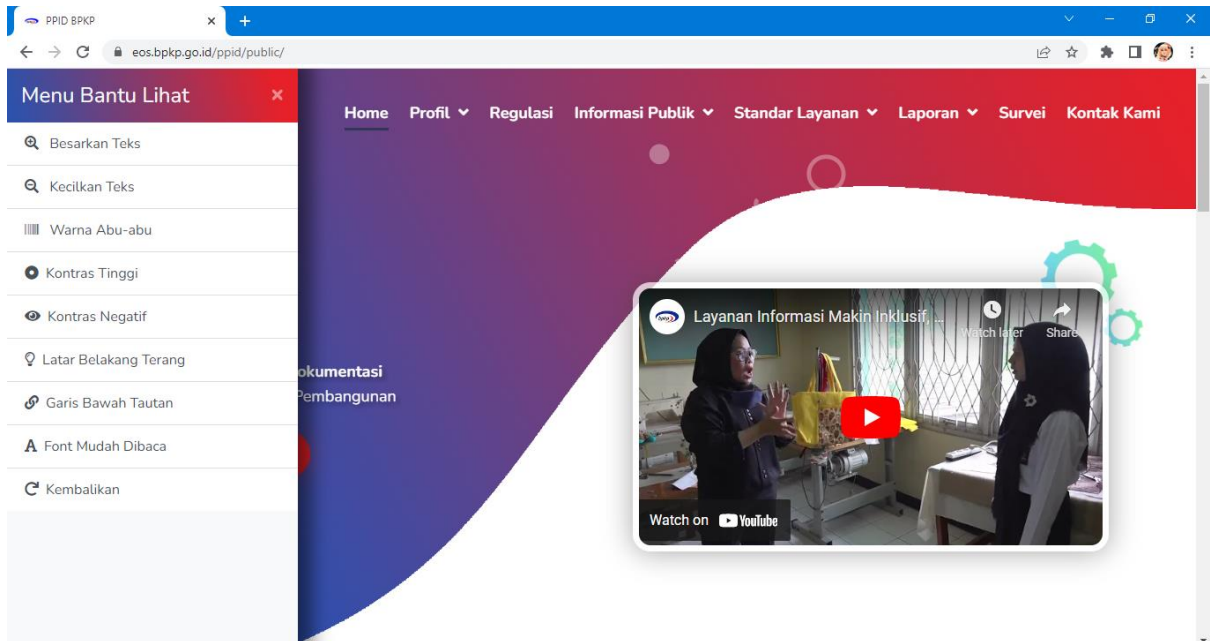 PPID BPKP
eos.bpkp.go.id/ppid/public/
Menu Bantu Lihat
Besarkan Teks
Kecilkan Teks
Warna Abu-abu
Kontras Tinggi
Kontras Negatif
Latar Belakang Terang
Garis Bawah Tautan
Font Mudah Dibaca
Kembalikan
Home Profil Regulasi Informasi Publik Standar Layanan Laporan Survei Kontak Kami
okumentasi
Pembangunan
bpkp
Layanan Informasi Makin Inklusif, ...
Watch later
Share
Watch on YouTube